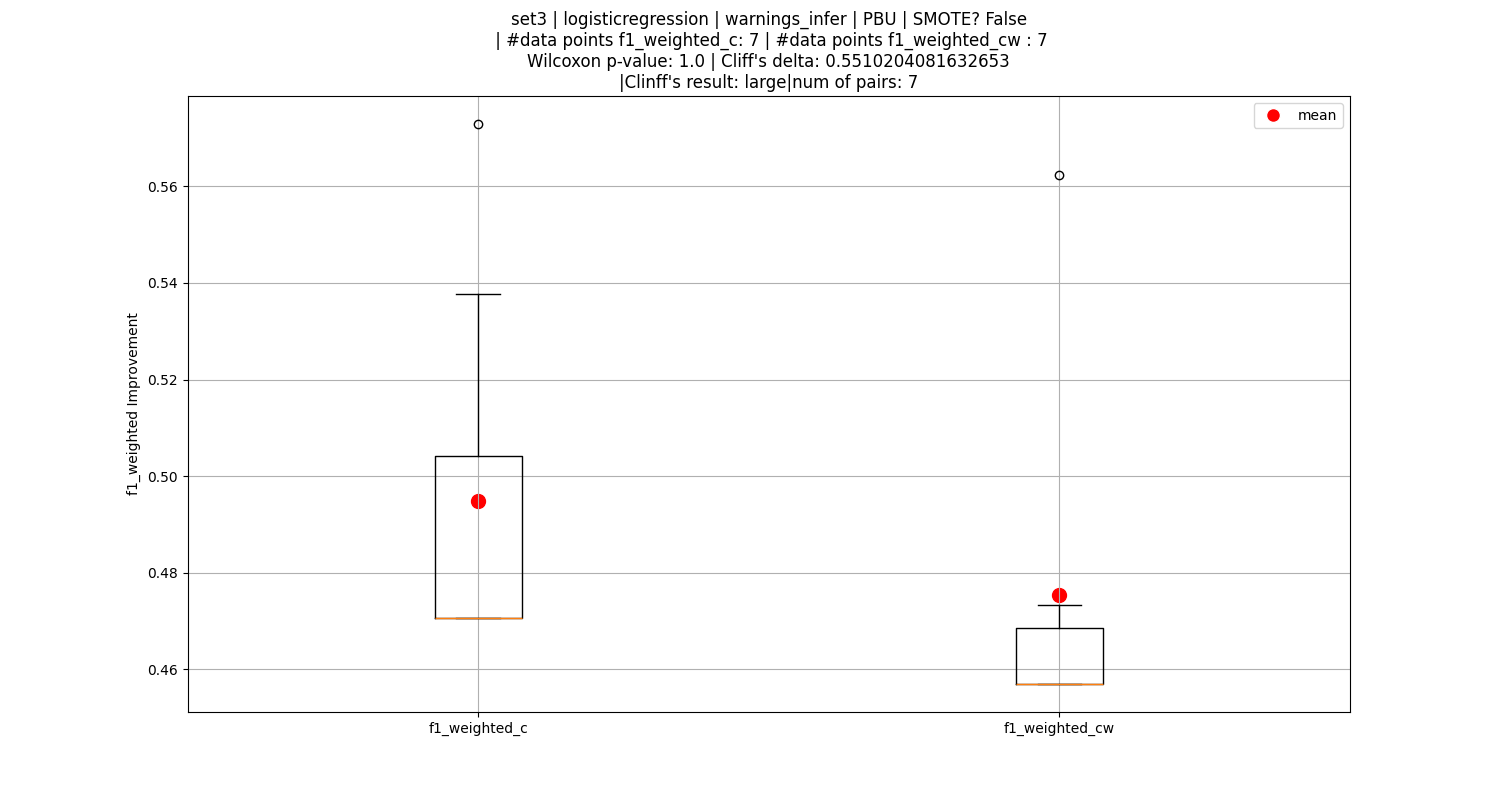 set3 | logisticregression | warnings_infer | PBU | SMOTE? False
| #data points f1_weighted_c: 7 | #data points f1_weighted_cw : 7
Wilcoxon p-value: 1.0 | Cliff's delta: 0.5510204081632653
|Clinff's result: large|num of pairs: 7
mean
f1_weighted Improvement
0.56
0.54
0.52
0.50
0.48
0.46
f1_weighted_c
f1_weighted_cw